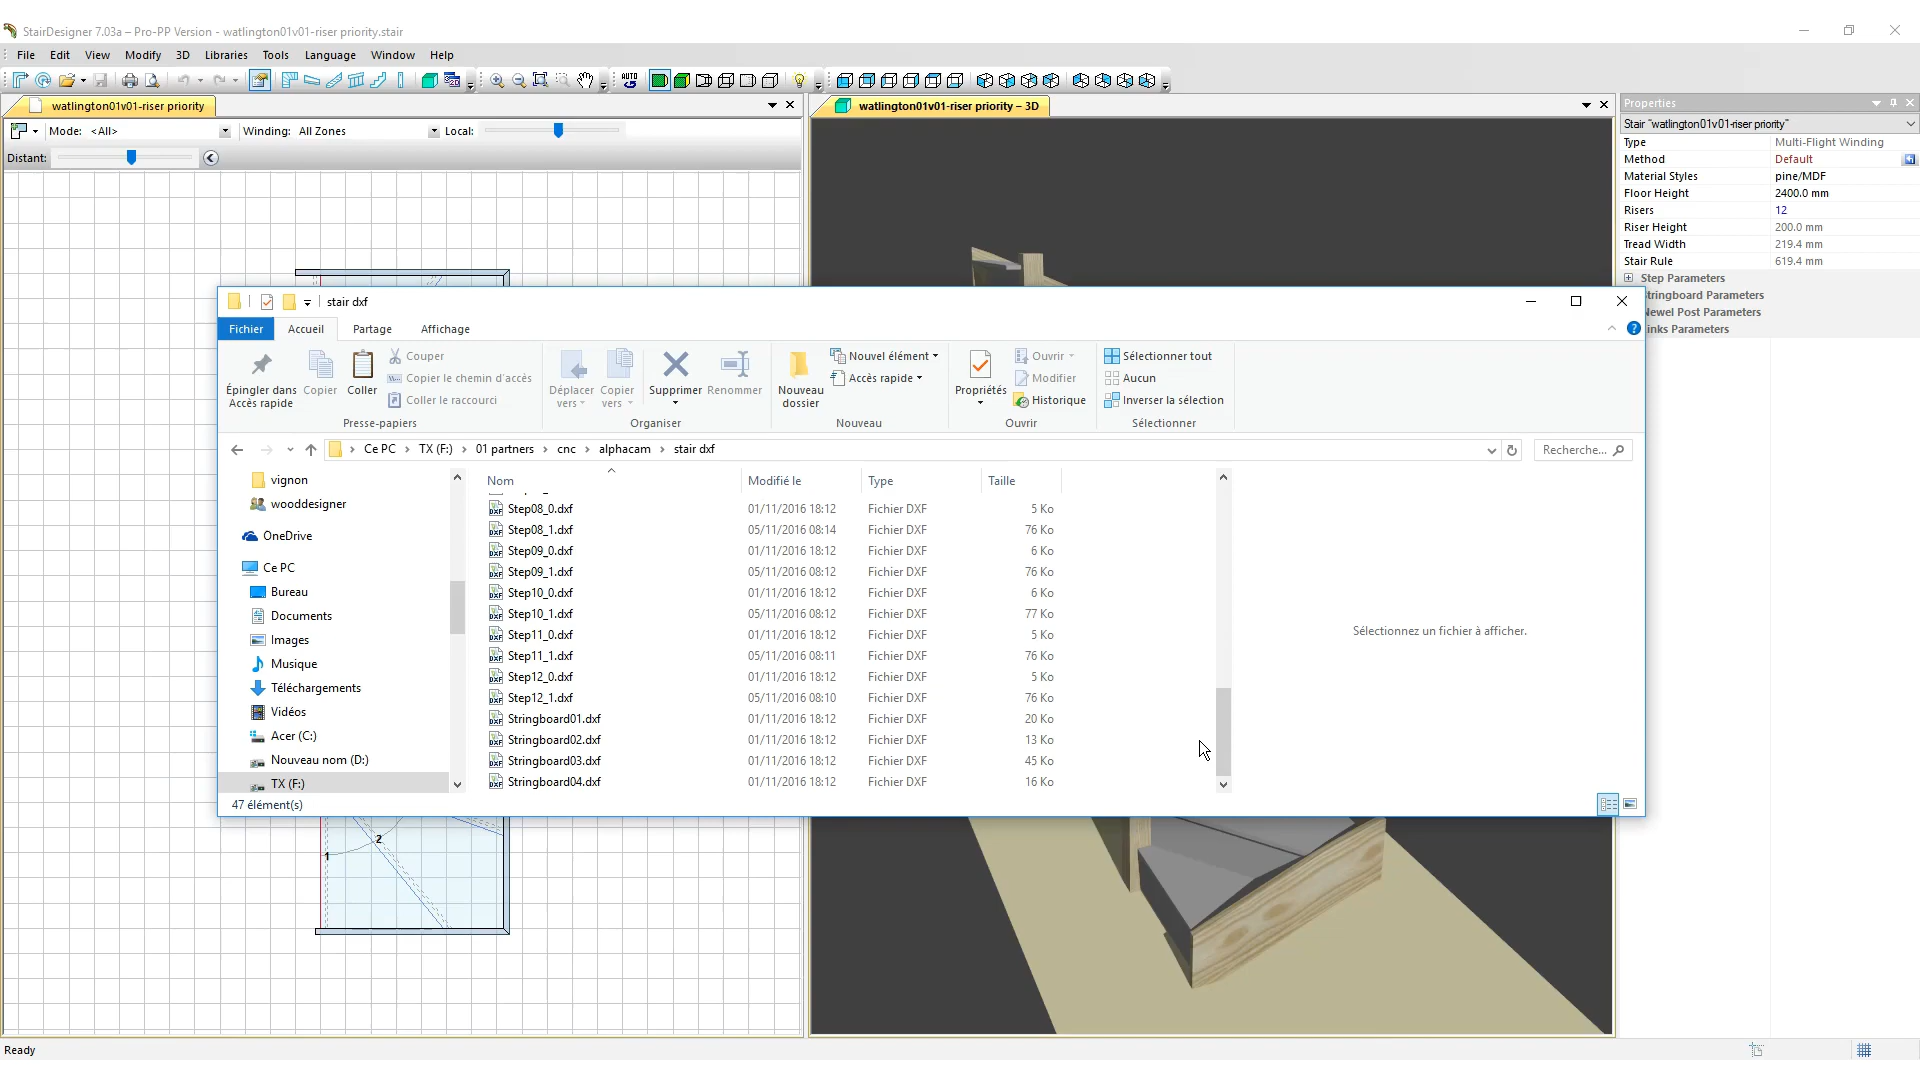 StairDesigner 7.03a – Pro-PP Version - watlington01v01-riser priority.stair
File Edit View Modify 3D Libraries Tools Language Window Help
AUTO
watlington01v01-riser priority
watlington01v01-riser priority – 3D
Properties
Mode: <All> Winding: All Zones Local:
Distant:
Stair "watlington01v01-riser priority"
Type Multi-Flight Winding
Method Default
Material Styles pine/MDF
Floor Height 2400.0 mm
Risers 12
Riser Height 200.0 mm
Tread Width 219.4 mm
Stair Rule 619.4 mm
Step Parameters
tringboard Parameters
ewel Post Parameters
inks Parameters
stair dxf
Fichier Accueil Partage Affichage
Épingler dans Accès rapide
Copier
Coller
Couper
Copier le chemin d'accès
Coller le raccourci
Presse-papiers
Déplacer vers
Copier vers
Supprimer
Renommer
Organiser
Nouveau dossier
Nouvel élément
Accès rapide
Nouveau
Propriétés
Ouvrir
Modifier
Historique
Ouvrir
Sélectionner tout
Aucun
Inverser la sélection
Sélectionner
Ce PC › TX (F:) › 01 partners › cnc › alphacam › stair dxf
Recherche...
vignon
wooddesigner
OneDrive
Ce PC
Bureau
Documents
Images
Musique
Téléchargements
Vidéos
Acer (C:)
Nouveau nom (D:)
TX (F:)
Nom Modifié le Type Taille
Step08_0.dxf 01/11/2016 18:12 Fichier DXF 5 Ko
Step08_1.dxf 05/11/2016 08:14 Fichier DXF 76 Ko
Step09_0.dxf 01/11/2016 18:12 Fichier DXF 6 Ko
Step09_1.dxf 05/11/2016 08:12 Fichier DXF 76 Ko
Step10_0.dxf 01/11/2016 18:12 Fichier DXF 6 Ko
Step10_1.dxf 05/11/2016 08:12 Fichier DXF 77 Ko
Step11_0.dxf 01/11/2016 18:12 Fichier DXF 5 Ko
Step11_1.dxf 05/11/2016 08:11 Fichier DXF 76 Ko
Step12_0.dxf 01/11/2016 18:12 Fichier DXF 5 Ko
Step12_1.dxf 05/11/2016 08:10 Fichier DXF 76 Ko
Stringboard01.dxf 01/11/2016 18:12 Fichier DXF 20 Ko
Stringboard02.dxf 01/11/2016 18:12 Fichier DXF 13 Ko
Stringboard03.dxf 01/11/2016 18:12 Fichier DXF 45 Ko
Stringboard04.dxf 01/11/2016 18:12 Fichier DXF 16 Ko
Sélectionnez un fichier à afficher.
47 élément(s)
2
1
Ready